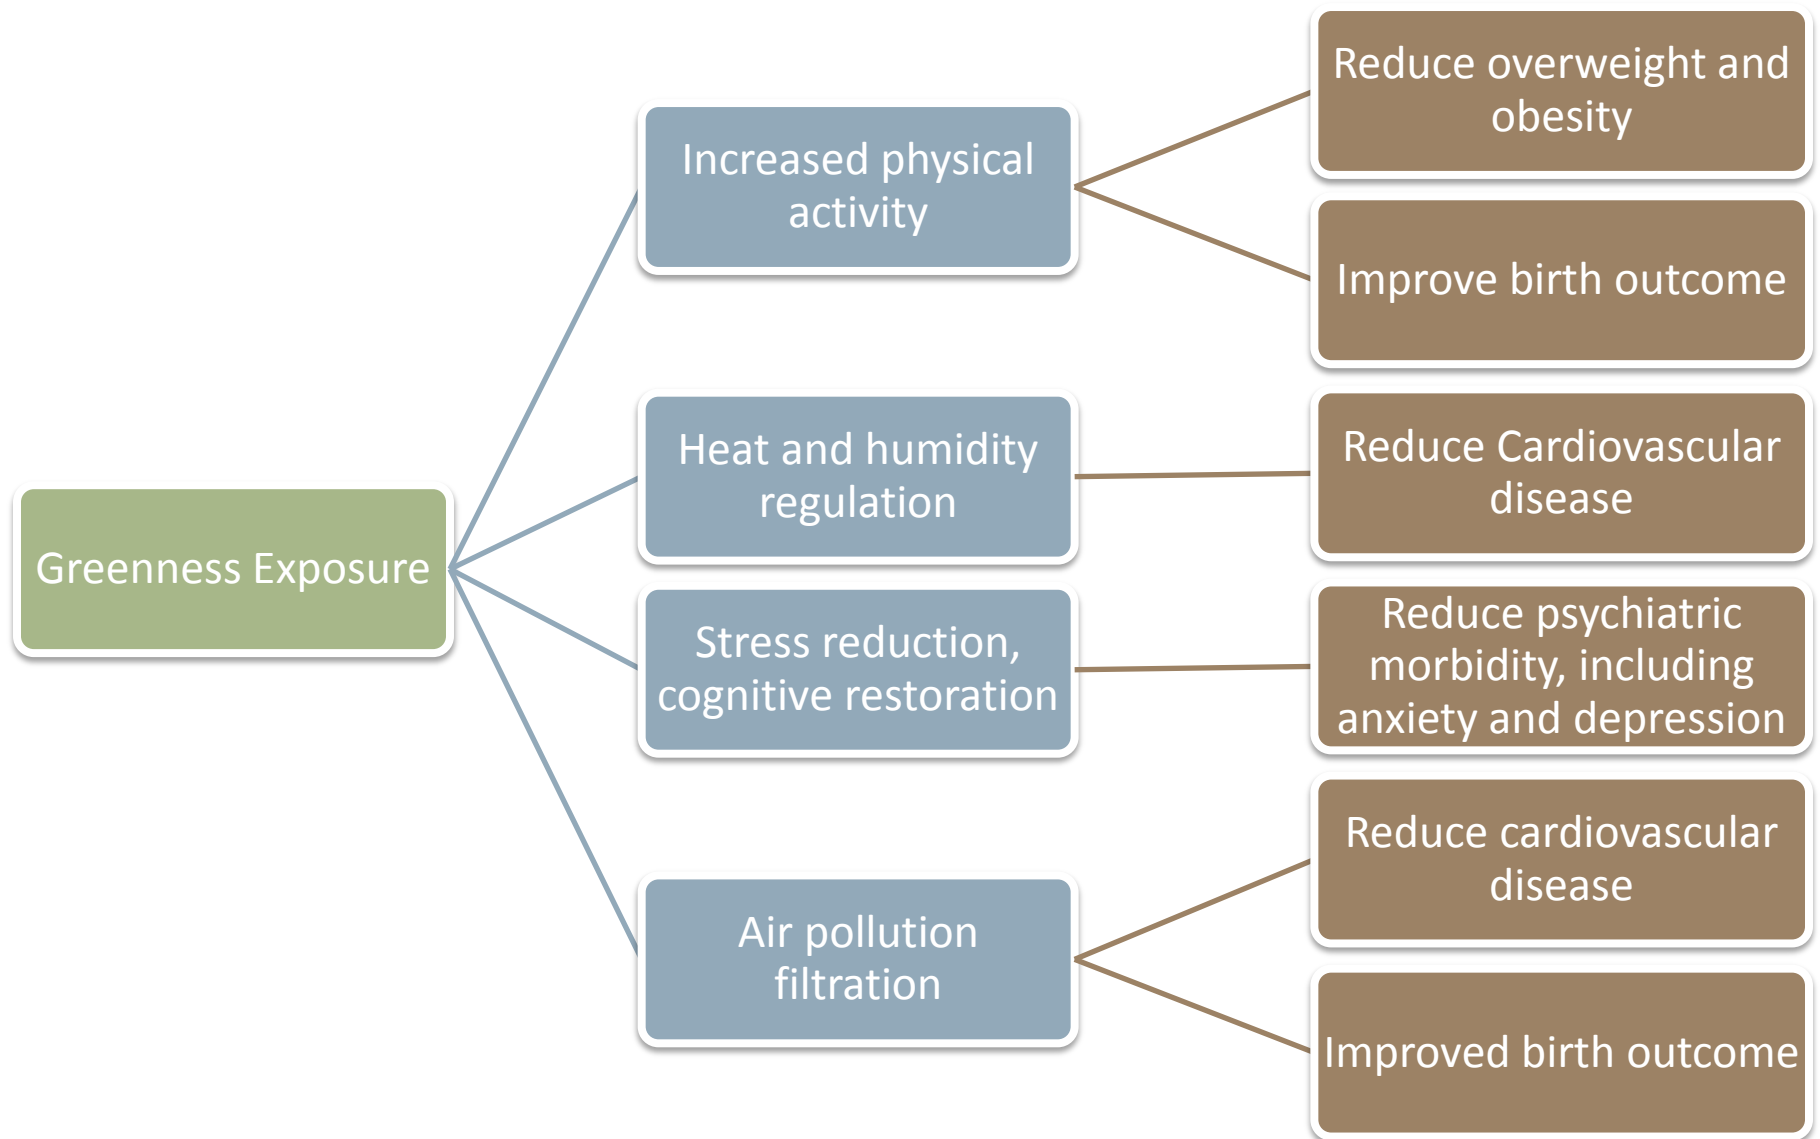 Greenness Exposure
Increased physical
activity
Reduce overweight and
obesity
Improve birth outcome
Heat and humidity
regulation
Reduce Cardiovascular
disease
Stress reduction,
cognitive restoration
Reduce psychiatric
morbidity, including
anxiety and depression
Air pollution
filtration
Reduce cardiovascular
disease
Improved birth outcome